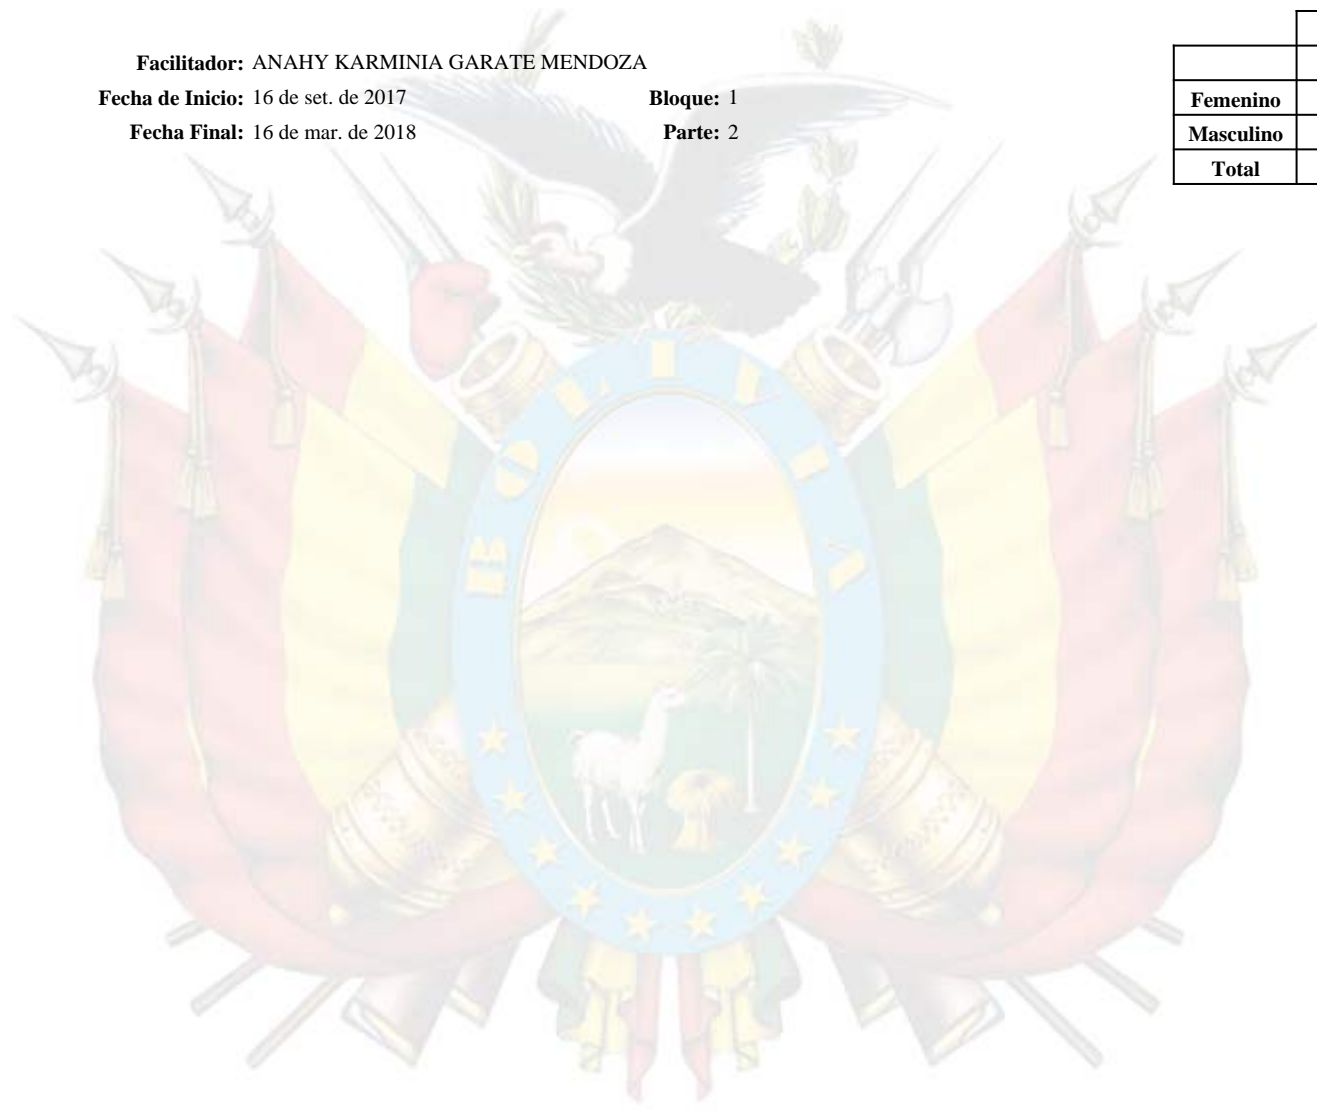 Facilitador: ANAHY KARMINIA GARATE MENDOZA
Fecha de Inicio: 16 de set. de 2017 Bloque: 1
Fecha Final: 16 de mar. de 2018 Parte: 2
Femenino
Masculino
Total
BOLIVIA